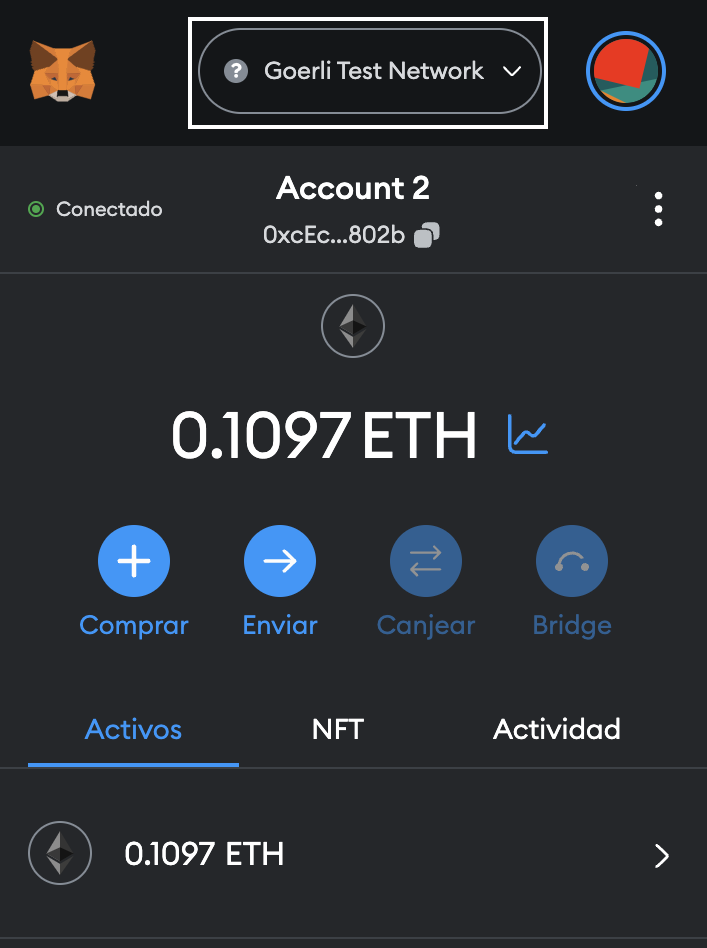 ? Goerli Test Network
Conectado
Account 2
0xcEc...802b
0.1097 ETH
Comprar
Enviar
Canjear
Bridge
Activos
NFT
Actividad
0.1097 ETH